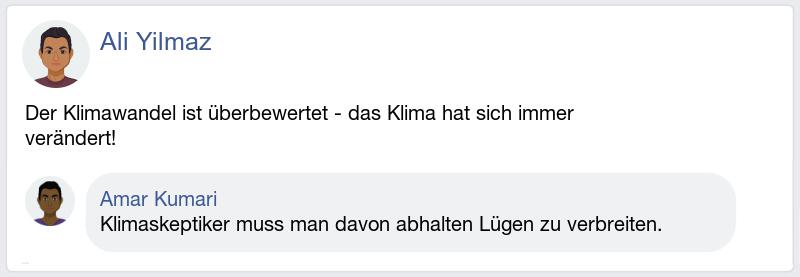 Ali Yilmaz
Der Klimawandel ist überbewertet - das Klima hat sich immer
verändert!
Amar Kumari
Klimaskeptiker muss man davon abhalten Lügen zu verbreiten.